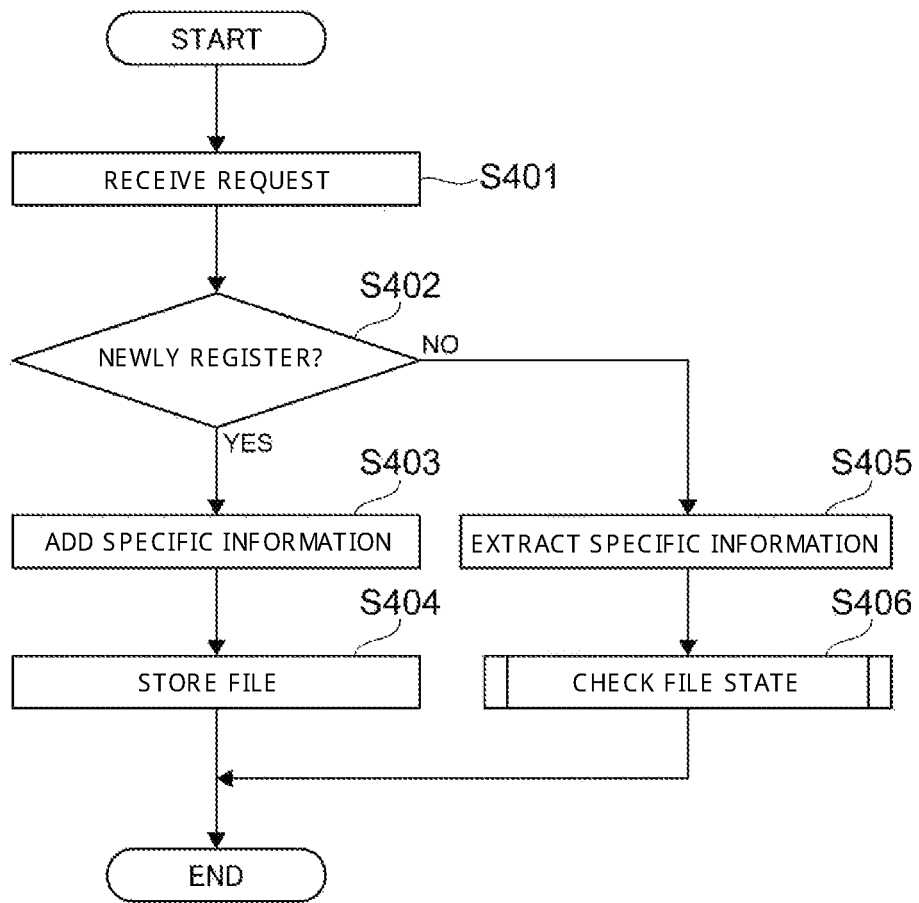 START
RECEIVE REQUEST
S401
S402
NEWLY REGISTER?
NO
YES
S403
ADD SPECIFIC INFORMATION
S405
EXTRACT SPECIFIC INFORMATION
S404
STORE FILE
S406
CHECK FILE STATE
END